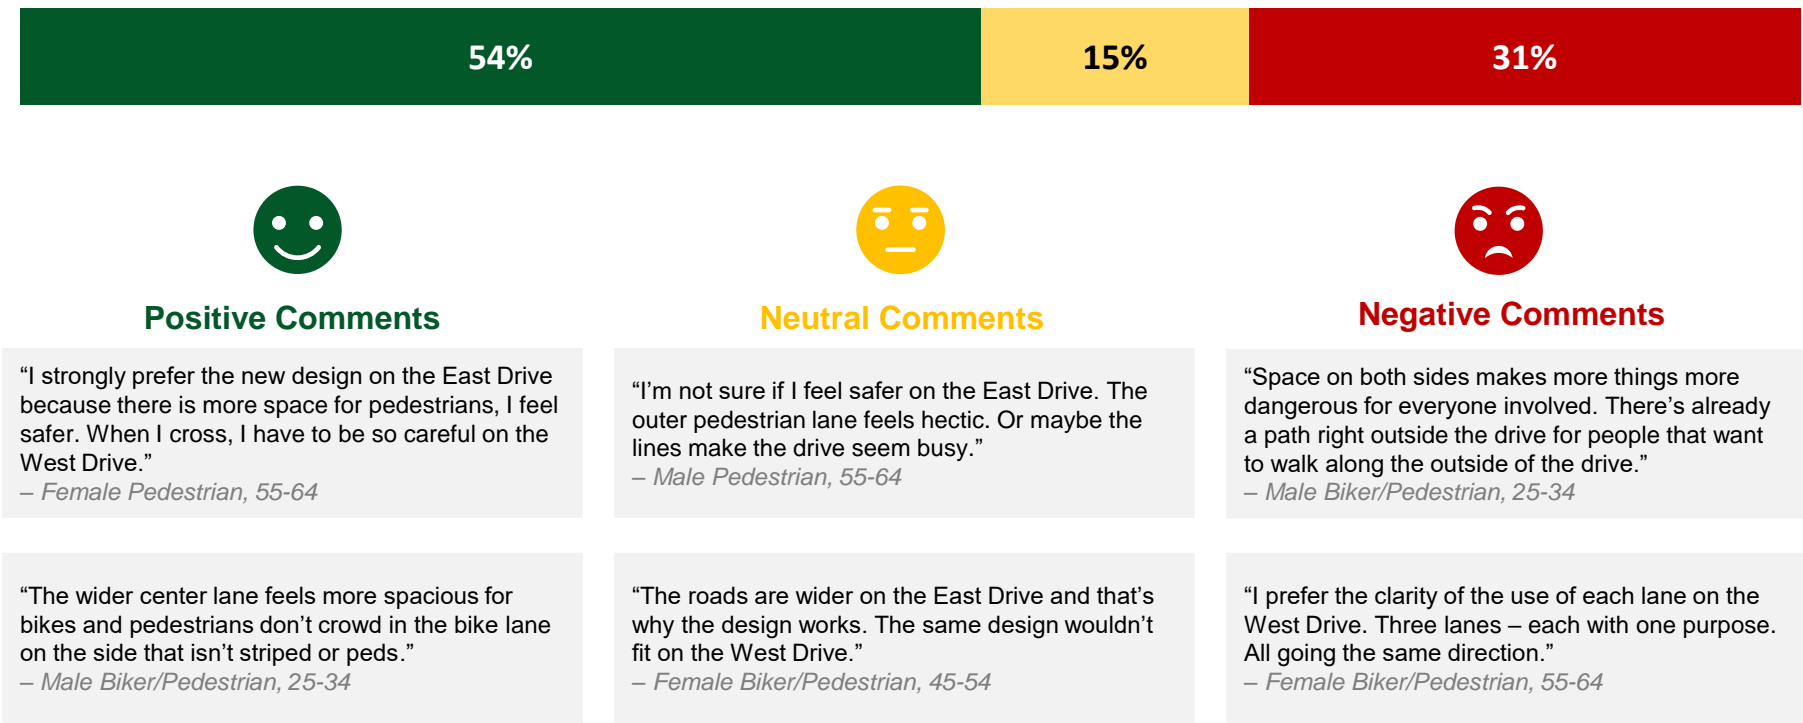 54%
15%
31%
Positive Comments
“I strongly prefer the new design on the East Drive
because there is more space for pedestrians, I feel
safer. When I cross, I have to be so careful on the
West Drive.”
– Female Pedestrian, 55-64
“The wider center lane feels more spacious for
bikes and pedestrians don’t crowd in the bike lane
on the side that isn’t striped or peds.”
– Male Biker/Pedestrian, 25-34
Neutral Comments
“I’m not sure if I feel safer on the East Drive. The
outer pedestrian lane feels hectic. Or maybe the
lines make the drive seem busy.”
– Male Pedestrian, 55-64
“The roads are wider on the East Drive and that’s
why the design works. The same design wouldn’t
fit on the West Drive.”
– Female Biker/Pedestrian, 45-54
Negative Comments
“Space on both sides makes more things more
dangerous for everyone involved. There’s already
a path right outside the drive for people that want
to walk along the outside of the drive.”
– Male Biker/Pedestrian, 25-34
“I prefer the clarity of the use of each lane on the
West Drive. Three lanes – each with one purpose.
All going the same direction.”
– Female Biker/Pedestrian, 55-64